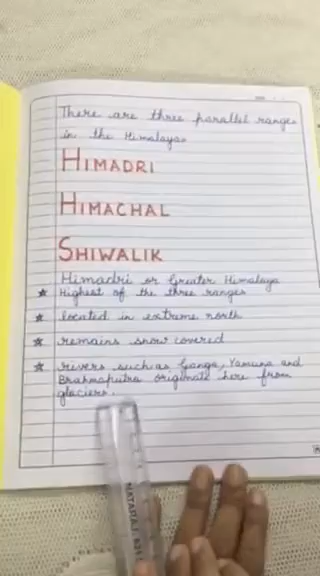 There are three parallel ranges
in the Himalayas
HIMADRI
HIMACHAL
SHIWALIK
Himadri or Greater Himalaya
Highest of the three ranges
located in extreme north
remains snow covered
rivers such as Ganga, Yamuna and
Brahmaputra originate here from
glaciers.
NATARAJ 621